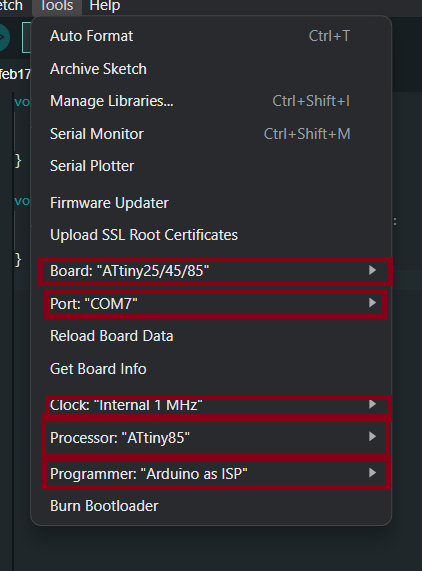 etch Tools Help
feb17
vo
Auto Format Ctrl+T
Archive Sketch
Manage Libraries... Ctrl+Shift+I
Serial Monitor Ctrl+Shift+M
}
Serial Plotter
Firmware Updater
vo
Upload SSL Root Certificates
}
Board: "ATtiny25/45/85"
Port: "COM7"
Reload Board Data
Get Board Info
Clock: "Internal 1 MHz"
Processor: "ATtiny85"
Programmer: "Arduino as ISP"
Burn Bootloader